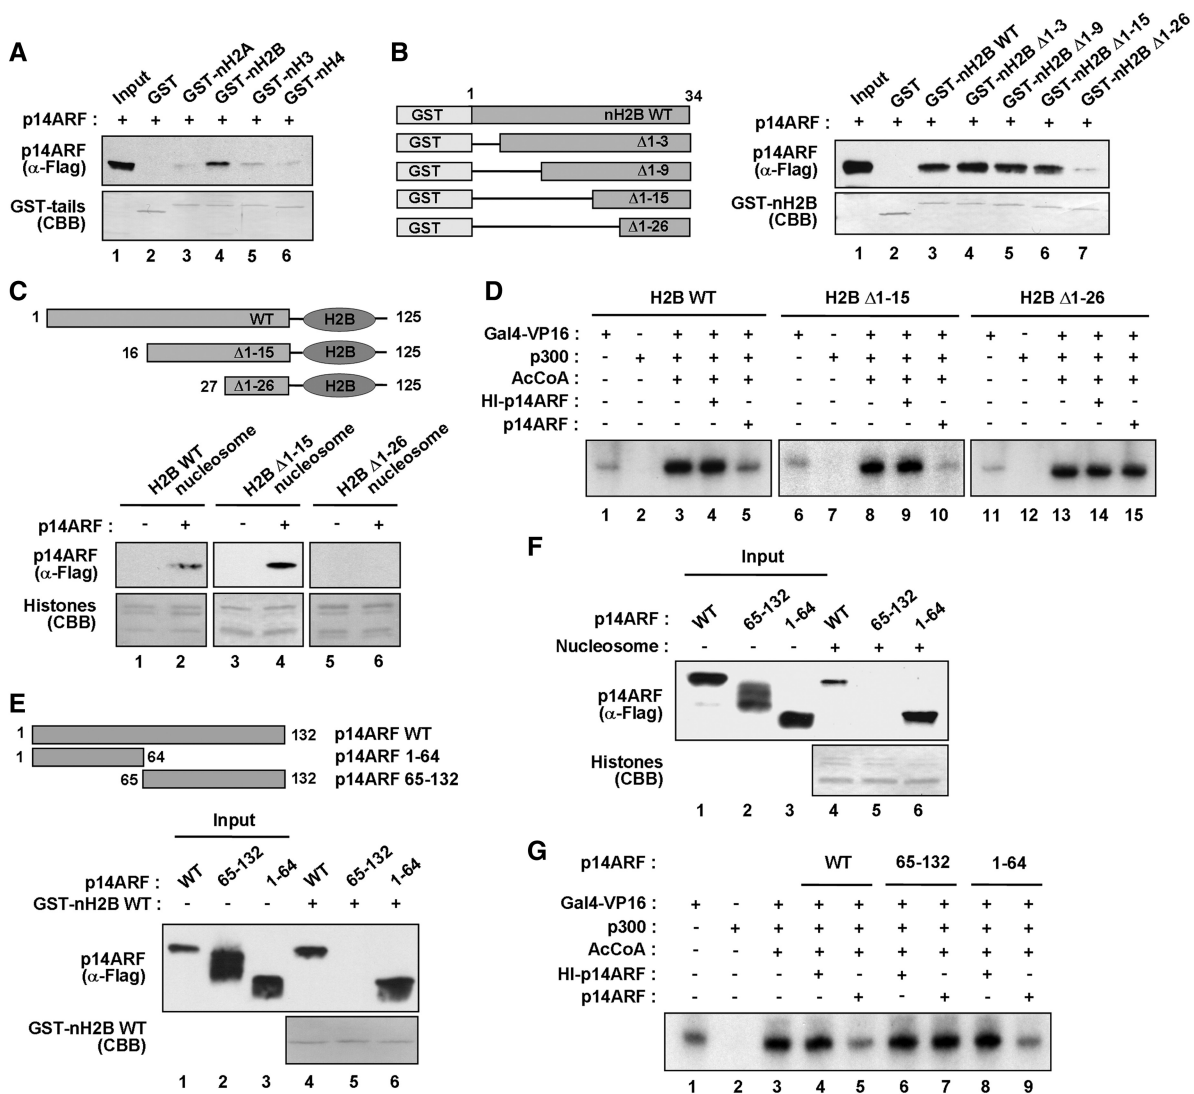 A
Input
GST
GST-nH2A
GST-nH2B
GST-nH3
GST-nH4
p14ARF : + + + + + +
p14ARF
(α-Flag)
GST-tails
(CBB)
1 2 3 4 5 6
B
1 34
GST nH2B WT
GST Δ1-3
GST Δ1-9
GST Δ1-15
GST Δ1-26
Input
GST
GST-nH2B WT
GST-nH2B Δ1-3
GST-nH2B Δ1-9
GST-nH2B Δ1-15
GST-nH2B Δ1-26
p14ARF : + + + + + + +
p14ARF
(α-Flag)
GST-nH2B
(CBB)
1 2 3 4 5 6 7
C
1 WT H2B 125
16 Δ1-15 H2B 125
27 Δ1-26 H2B 125
H2B WT
nucleosome
H2B Δ1-15
nucleosome
H2B Δ1-26
nucleosome
p14ARF : - + - + - +
p14ARF
(α-Flag)
Histones
(CBB)
1 2 3 4 5 6
D
H2B WT H2B Δ1-15 H2B Δ1-26
Gal4-VP16 : + - + + + + - + + + + - + + +
p300 : - + + + + - + + + + - + + + +
AcCoA : - - + + + - - + + + - - + + +
HI-p14ARF : - - - + - - - - + - - - - + -
p14ARF : - - - - + - - - - + - - - - +
1 2 3 4 5 6 7 8 9 10 11 12 13 14 15
E
1 132 p14ARF WT
1 64 p14ARF 1-64
65 132 p14ARF 65-132
Input
p14ARF : WT 65-132 1-64 WT 65-132 1-64
GST-nH2B WT : - - - + + +
p14ARF
(α-Flag)
GST-nH2B WT
(CBB)
1 2 3 4 5 6
F
Input
p14ARF : WT 65-132 1-64 WT 65-132 1-64
Nucleosome : - - - + + +
p14ARF
(α-Flag)
Histones
(CBB)
1 2 3 4 5 6
G
p14ARF : WT 65-132 1-64
Gal4-VP16 : + - + + + + + + +
p300 : - + + + + + + + +
AcCoA : - - + + + + + + +
HI-p14ARF : - - - + - + - + -
p14ARF : - - - - + - + - +
1 2 3 4 5 6 7 8 9